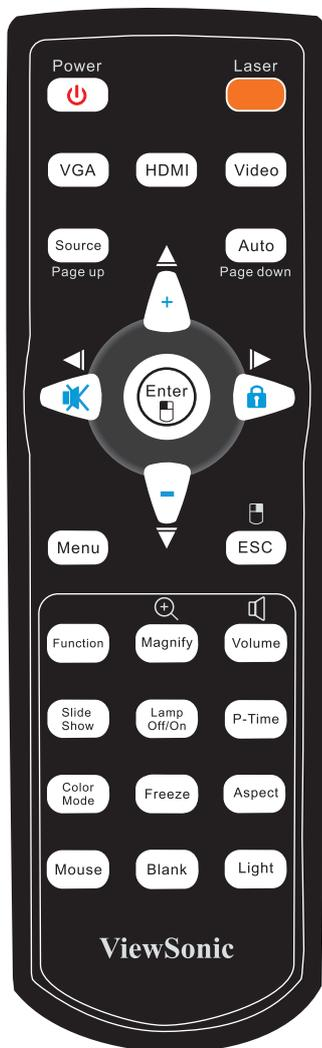 Power
Laser
VGA
HDMI
Video
Source
Auto
Page up
Page down
+
Enter
-
Menu
ESC
Function
Magnify
Volume
Slide
Show
Lamp
Off/On
P-Time
Color
Mode
Freeze
Aspect
Mouse
Blank
Light
ViewSonic